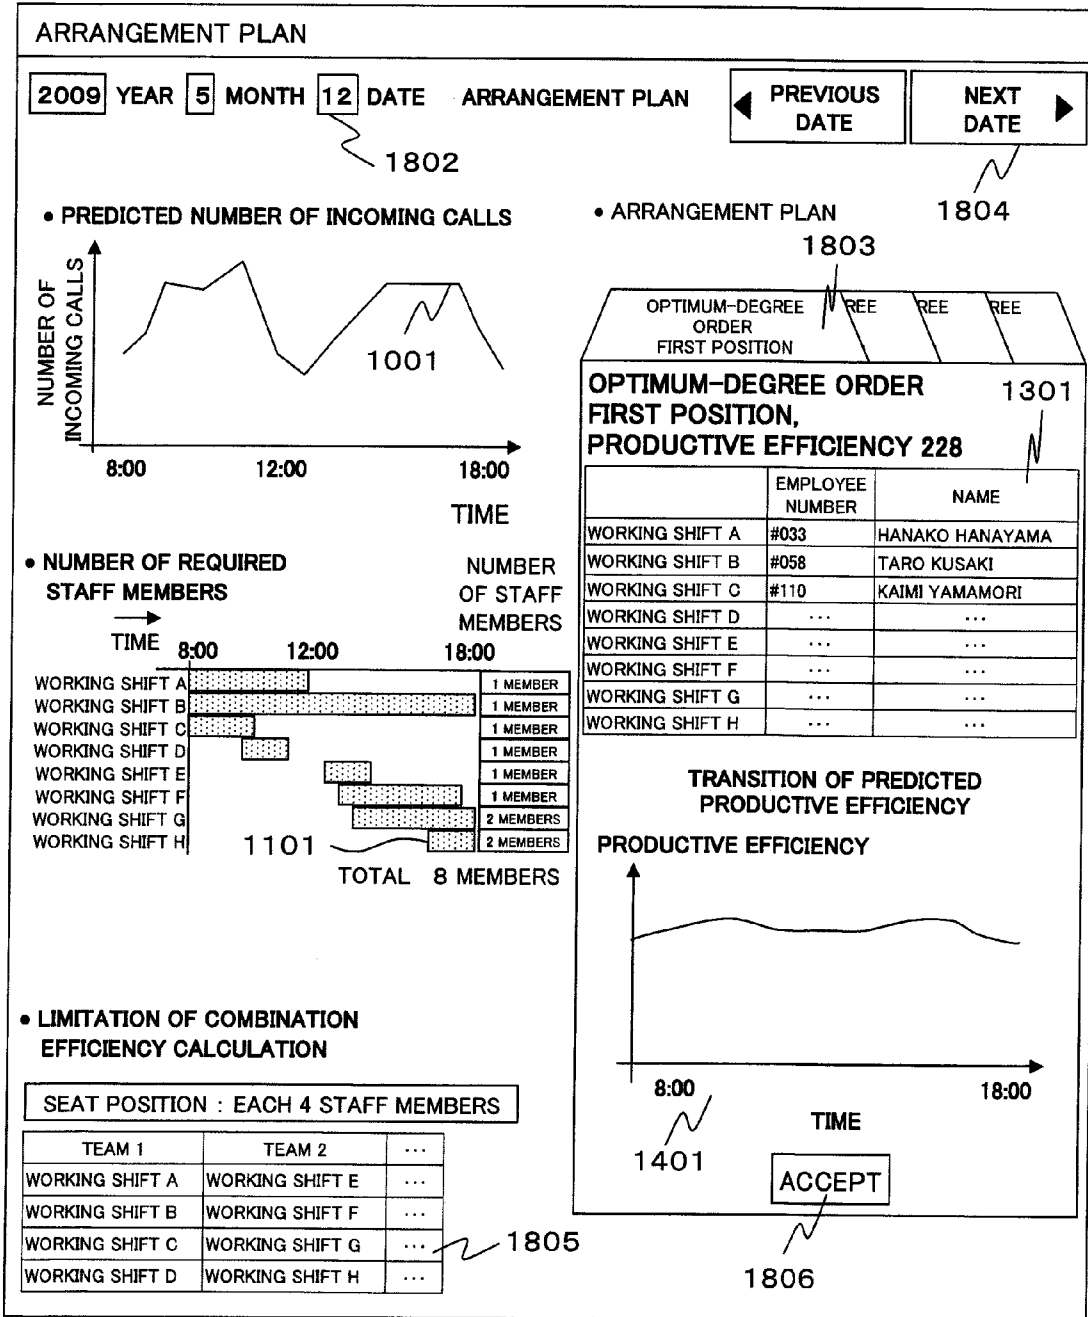 ARRANGEMENT PLAN
2009 YEAR 5 MONTH 12 DATE ARRANGEMENT PLAN
PREVIOUS DATE
NEXT DATE
1802
1804
• PREDICTED NUMBER OF INCOMING CALLS
NUMBER OF
INCOMING CALLS
1001
8:00 12:00 18:00
TIME
• NUMBER OF REQUIRED
STAFF MEMBERS
NUMBER
OF STAFF
MEMBERS
TIME
8:00 12:00 18:00
WORKING SHIFT A 1 MEMBER
WORKING SHIFT B 1 MEMBER
WORKING SHIFT C 1 MEMBER
WORKING SHIFT D 1 MEMBER
WORKING SHIFT E 1 MEMBER
WORKING SHIFT F 1 MEMBER
WORKING SHIFT G 2 MEMBERS
WORKING SHIFT H 2 MEMBERS
1101
TOTAL 8 MEMBERS
• LIMITATION OF COMBINATION
EFFICIENCY CALCULATION
SEAT POSITION : EACH 4 STAFF MEMBERS
TEAM 1 TEAM 2 ...
WORKING SHIFT A WORKING SHIFT E ...
WORKING SHIFT B WORKING SHIFT F ...
WORKING SHIFT C WORKING SHIFT G ...
WORKING SHIFT D WORKING SHIFT H ...
1805
• ARRANGEMENT PLAN
1803
OPTIMUM-DEGREE
ORDER
FIRST POSITION
REE REE REE
OPTIMUM-DEGREE ORDER
FIRST POSITION,
PRODUCTIVE EFFICIENCY 228
1301
EMPLOYEE
NUMBER
NAME
WORKING SHIFT A #033 HANAKO HANAYAMA
WORKING SHIFT B #058 TARO KUSAKI
WORKING SHIFT C #110 KAIMI YAMAMORI
WORKING SHIFT D ... ...
WORKING SHIFT E ... ...
WORKING SHIFT F ... ...
WORKING SHIFT G ... ...
WORKING SHIFT H ... ...
TRANSITION OF PREDICTED
PRODUCTIVE EFFICIENCY
PRODUCTIVE EFFICIENCY
8:00 18:00
TIME
1401
ACCEPT
1806